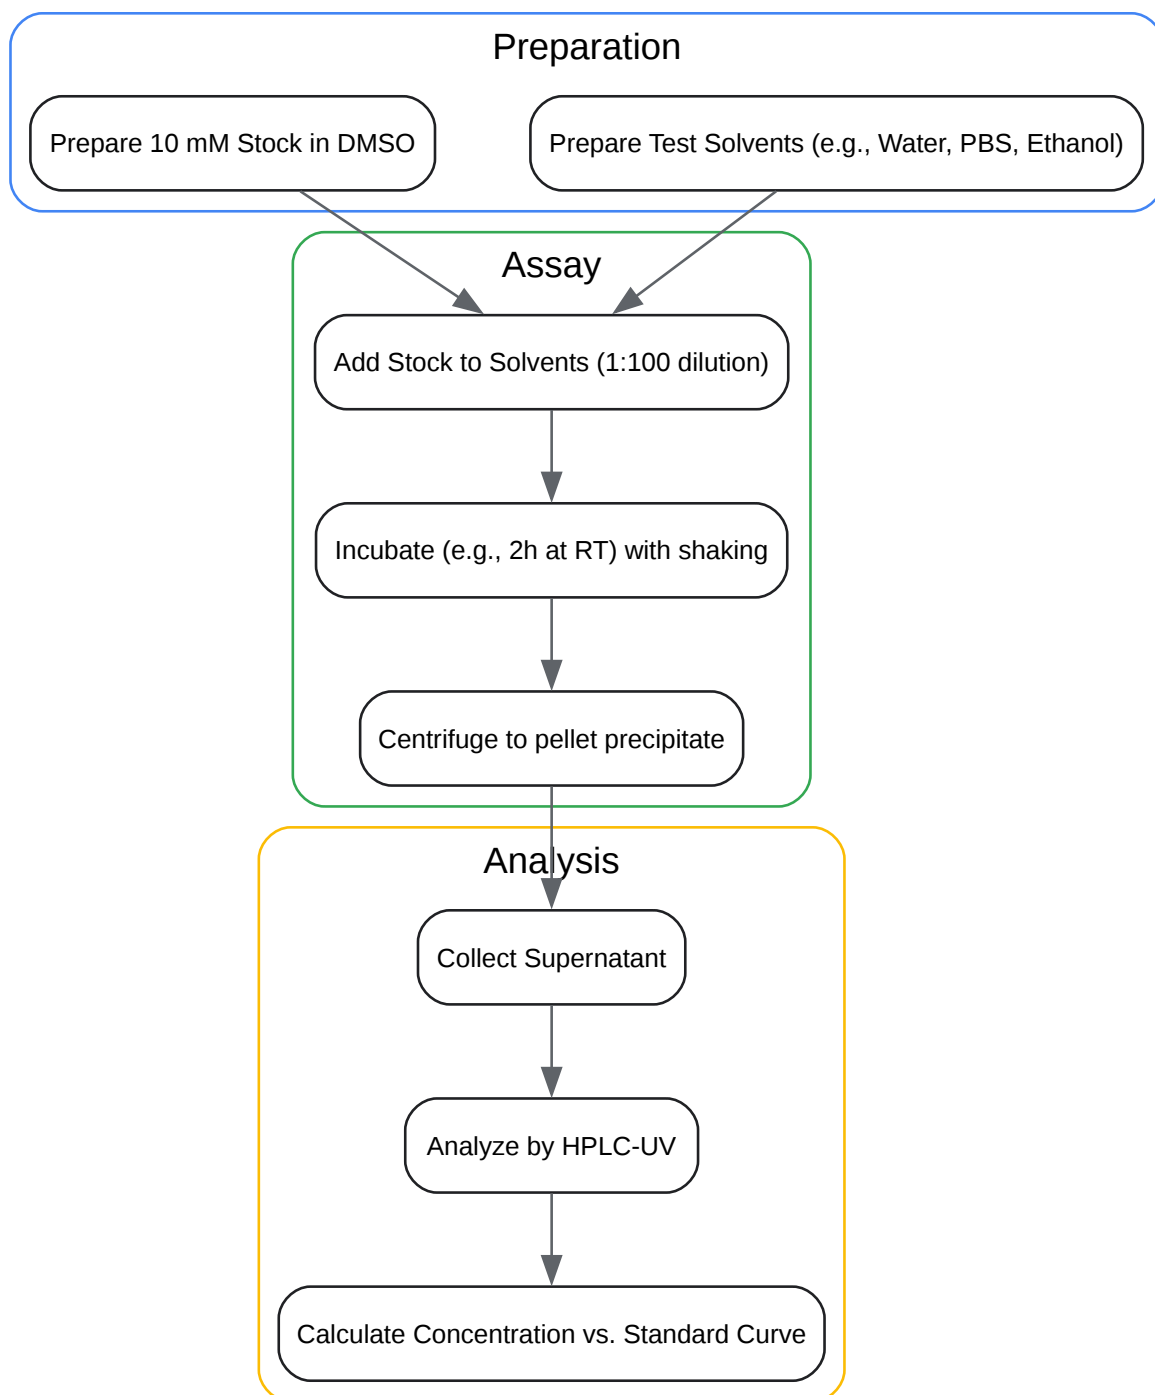 Preparation
Prepare 10 mM Stock in DMSO
Prepare Test Solvents (e.g., Water, PBS, Ethanol)
Assay
Add Stock to Solvents (1:100 dilution)
Incubate (e.g., 2h at RT) with shaking
Centrifuge to pellet precipitate
Analysis
Collect Supernatant
Analyze by HPLC-UV
Calculate Concentration vs. Standard Curve